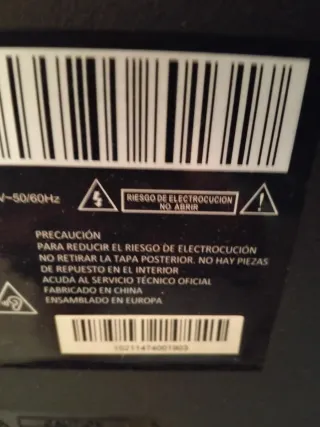 V~50/60Hz
RIESGO DE ELECTROCUCION
NO ABRIR
PRECAUCIÓN
PARA REDUCIR EL RIESGO DE ELECTROCUCIÓN
NO RETIRAR LA TAPA POSTERIOR. NO HAY PIEZAS
DE REPUESTO EN EL INTERIOR
ACUDA AL SERVICIO TÉCNICO OFICIAL
FABRICADO EN CHINA
ENSAMBLADO EN EUROPA